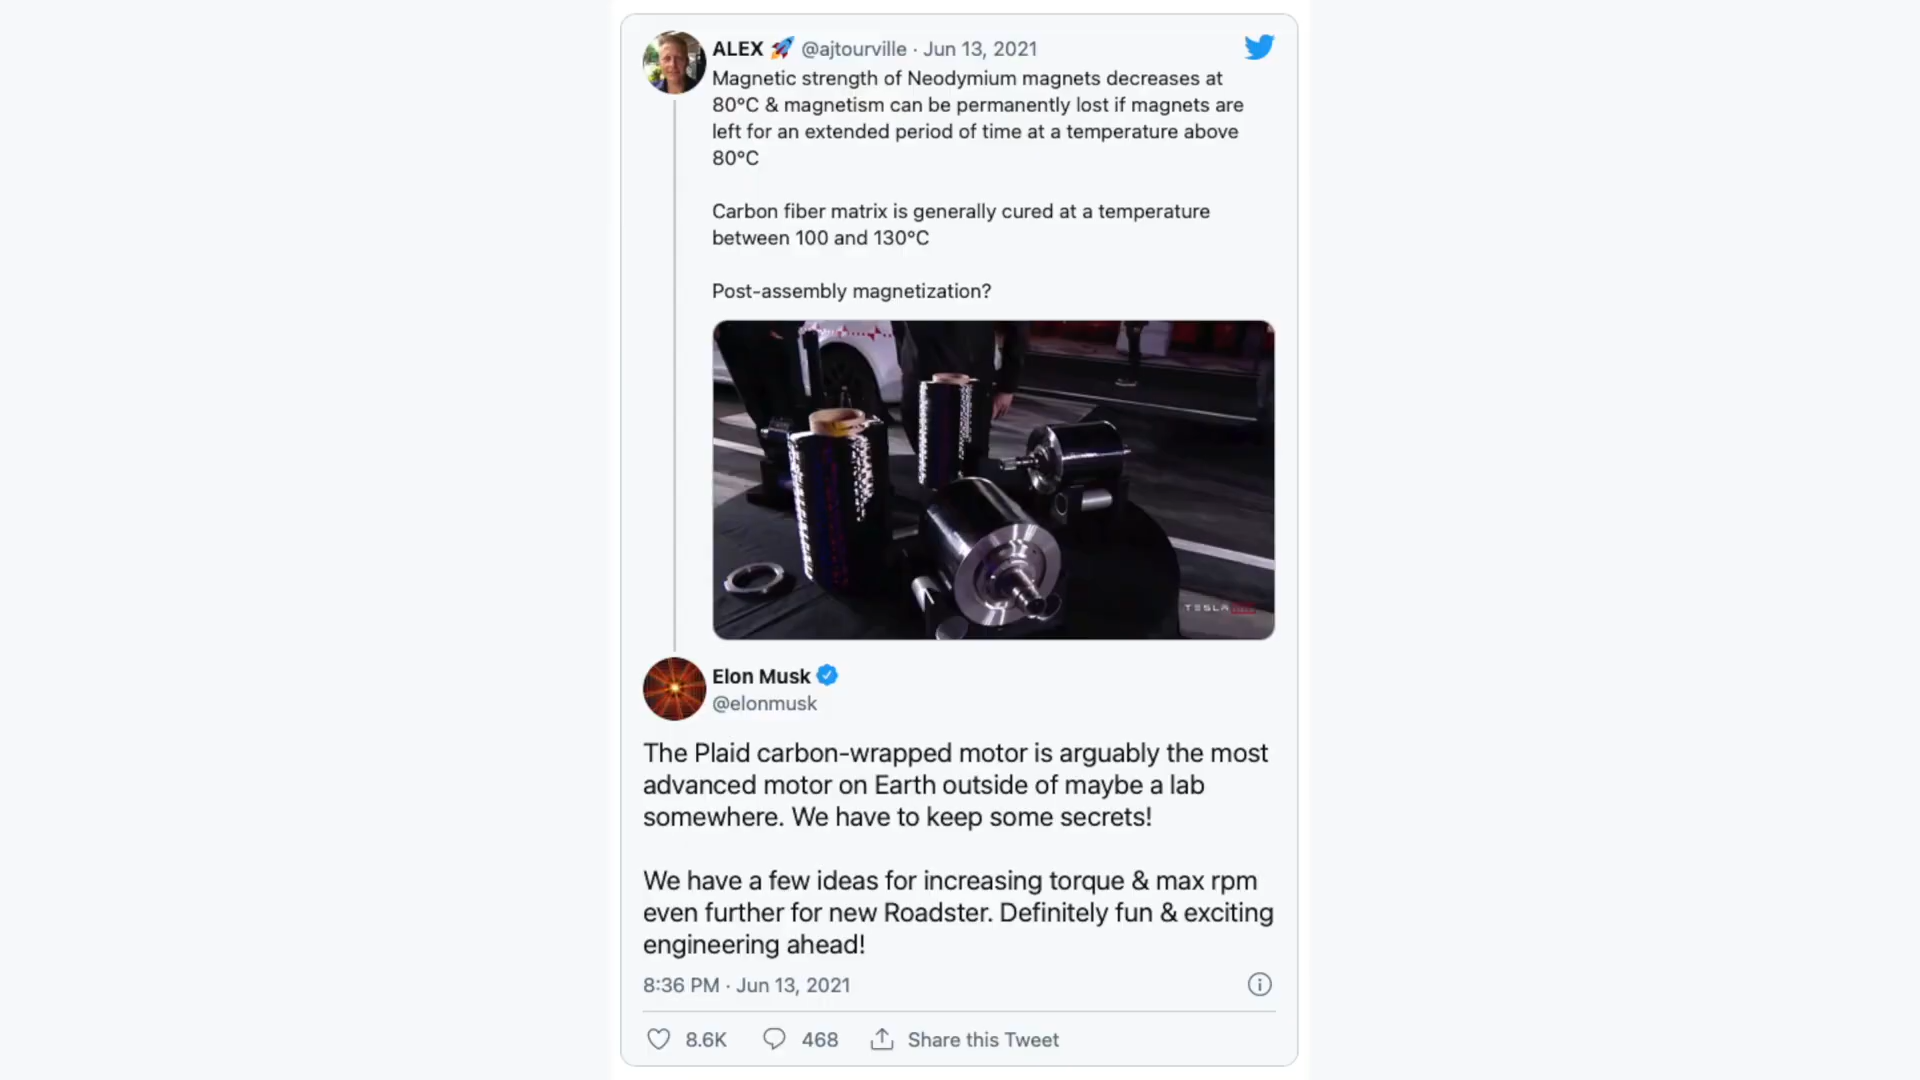 ALEX 🚀 @ajtourville · Jun 13, 2021
Magnetic strength of Neodymium magnets decreases at
80°C & magnetism can be permanently lost if magnets are
left for an extended period of time at a temperature above
80°C
Carbon fiber matrix is generally cured at a temperature
between 100 and 130°C
Post-assembly magnetization?
TESLA
Elon Musk
@elonmusk
The Plaid carbon-wrapped motor is arguably the most
advanced motor on Earth outside of maybe a lab
somewhere. We have to keep some secrets!
We have a few ideas for increasing torque & max rpm
even further for new Roadster. Definitely fun & exciting
engineering ahead!
8:36 PM · Jun 13, 2021
8.6K 468 Share this Tweet